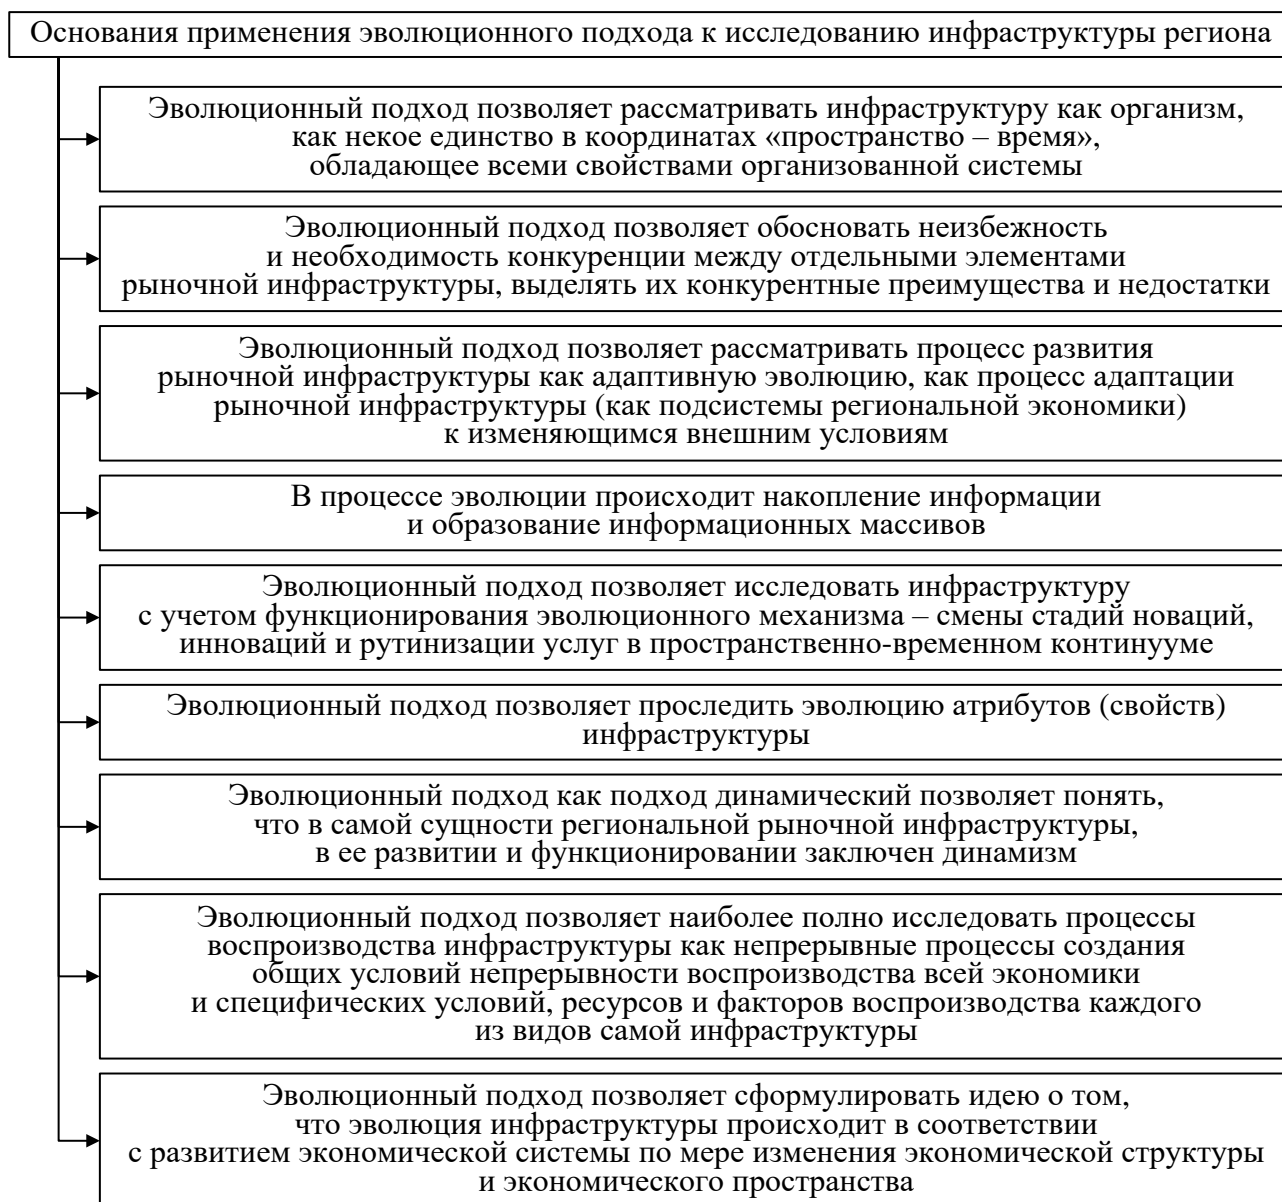 Основания применения эволюционного подхода к исследованию инфраструктуры региона
Эволюционный подход позволяет рассматривать инфраструктуру как организм,
как некое единство в координатах «пространство – время»,
обладающее всеми свойствами организованной системы
Эволюционный подход позволяет обосновать неизбежность
и необходимость конкуренции между отдельными элементами
рыночной инфраструктуры, выделять их конкурентные преимущества и недостатки
Эволюционный подход позволяет рассматривать процесс развития
рыночной инфраструктуры как адаптивную эволюцию, как процесс адаптации
рыночной инфраструктуры (как подсистемы региональной экономики)
к изменяющимся внешним условиям
В процессе эволюции происходит накопление информации
и образование информационных массивов
Эволюционный подход позволяет исследовать инфраструктуру
с учетом функционирования эволюционного механизма – смены стадий новаций,
инноваций и рутинизации услуг в пространственно-временном континууме
Эволюционный подход позволяет проследить эволюцию атрибутов (свойств)
инфраструктуры
Эволюционный подход как подход динамический позволяет понять,
что в самой сущности региональной рыночной инфраструктуры,
в ее развитии и функционировании заключен динамизм
Эволюционный подход позволяет наиболее полно исследовать процессы
воспроизводства инфраструктуры как непрерывные процессы создания
общих условий непрерывности воспроизводства всей экономики
и специфических условий, ресурсов и факторов воспроизводства каждого
из видов самой инфраструктуры
Эволюционный подход позволяет сформулировать идею о том,
что эволюция инфраструктуры происходит в соответствии
с развитием экономической системы по мере изменения экономической структуры
и экономического пространства